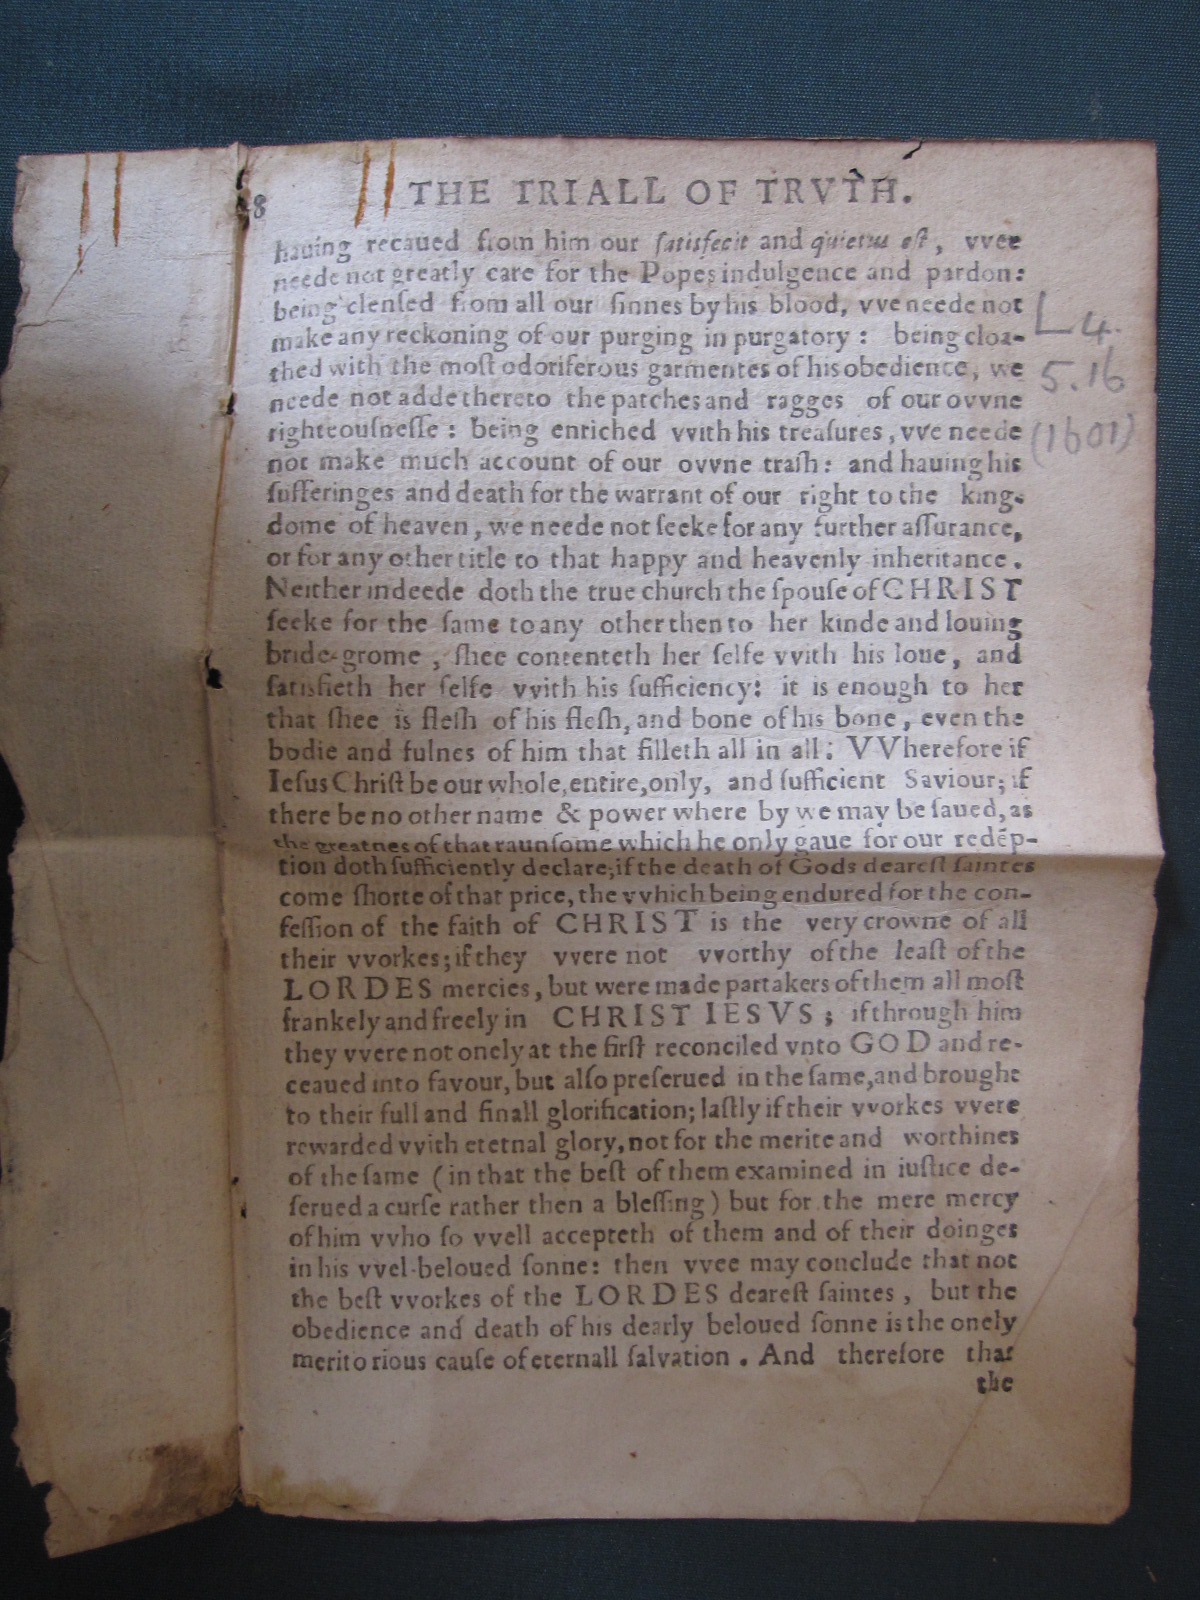 8 THE TRIALL OF TRVTH.
hauing recaued from him our ſatisfecit and quietus eſt, vvee
neede not greatly care for the Popes indulgence and pardon:
being clenſed from all our ſinnes by his blood, vve neede not
make any reckoning of our purging in purgatory : being cloa-
thed with the moſt odoriferous garmentes of his obedience, we
neede not adde thereto the patches and ragges of our ovvne
righteouſneſſe : being enriched vvith his treaſures, vve neede
not make much account of our ovvne traſh: and hauing his
ſufferinges and death for the warrant of our right to the king-
dome of heaven, we neede not ſeeke for any further aſſurance,
or for any other title to that happy and heavenly inheritance.
Neither indeede doth the true church the ſpouſe of CHRIST
ſeeke for the ſame to any other then to her kinde and louing
bride-grome, ſhee contenteth her ſelfe vvith his loue, and
ſatisfieth her ſelfe vvith his ſufficiency: it is enough to her
that ſhee is fleſh of his fleſh, and bone of his bone, even the
bodie and fulnes of him that filleth all in all: VVherefore if
Ieſus Chriſt be our whole, entire, only, and ſufficient Saviour; if
there be no other name & power where by we may be ſaued, as
the greatnes of that raunſome which he only gaue for our redēp-
tion doth ſufficiently declare; if the death of Gods deareſt ſaintes
come ſhorte of that price, the vvhich being endured for the con-
feſſion of the faith of CHRIST is the very crowne of all
their vvorkes; if they vvere not vvorthy of the leaſt of the
LORDES mercies, but were made partakers of them all moſt
frankely and freely in CHRIST IESVS ; if through him
they vvere not onely at the firſt reconciled vnto GOD and re-
ceaued into favour, but alſo preſerued in the ſame, and brought
to their full and finall glorification; laſtly if their vvorkes vvere
rewarded vvith eternal glory, not for the merite and worthines
of the ſame ( in that the beſt of them examined in iuſtice de-
ſerued a curſe rather then a bleſſing ) but for the mere mercy
of him vvho ſo vvell accepteth of them and of their doinges
in his vvel-beloued ſonne: then vvee may conclude that not
the beſt vvorkes of the LORDES deareſt ſaintes, but the
obedience and death of his dearly beloued ſonne is the onely
meritorious cauſe of eternall ſalvation. And therefore that
the
L 4.
5.16
(1601)